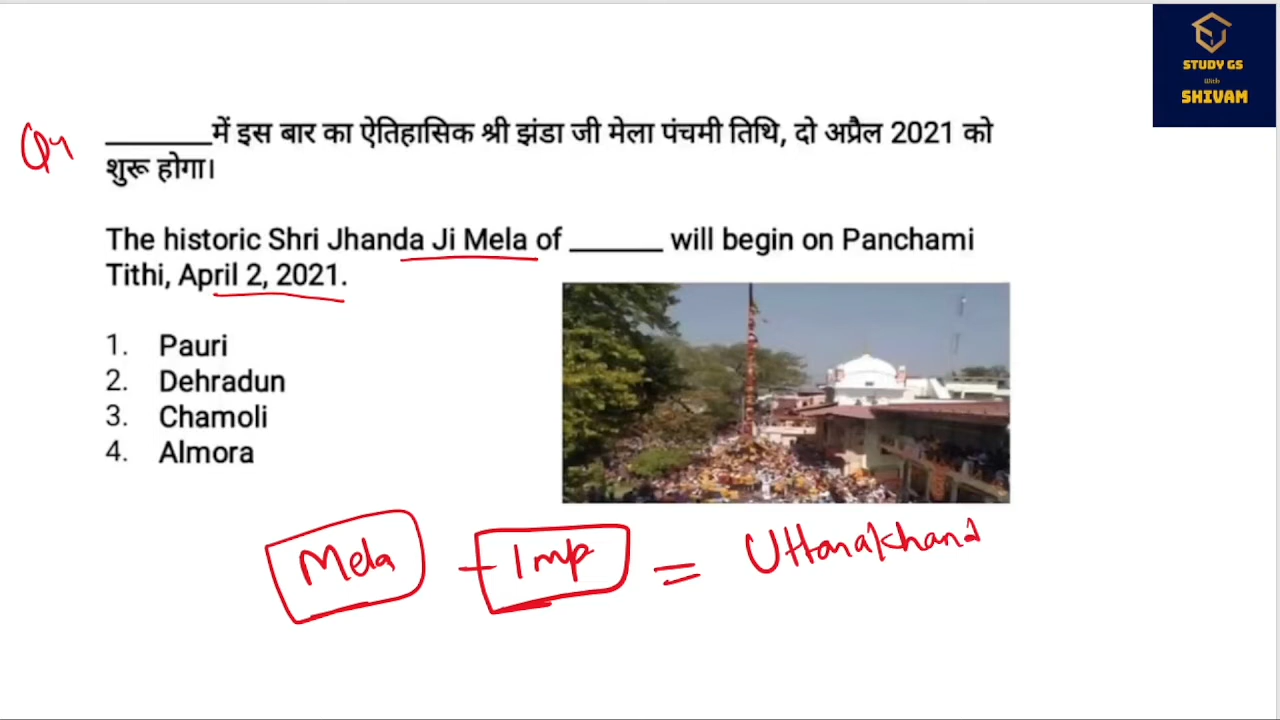 STUDY GS
With
SHIVAM
Q4 ________में इस बार का ऐतिहासिक श्री झंडा जी मेला पंचमी तिथि, दो अप्रैल 2021 को
शुरू होगा।
The historic Shri Jhanda Ji Mela of ______ will begin on Panchami
Tithi, April 2, 2021.
1. Pauri
2. Dehradun
3. Chamoli
4. Almora
Mela - Imp = Uttarakhand